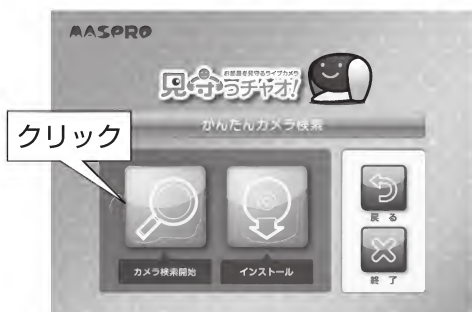 MASPRO
お部屋を見守るライブカメラ
見守っチャオ!
かんたんカメラ検索
クリック
カメラ検索開始
インストール
戻る
終了